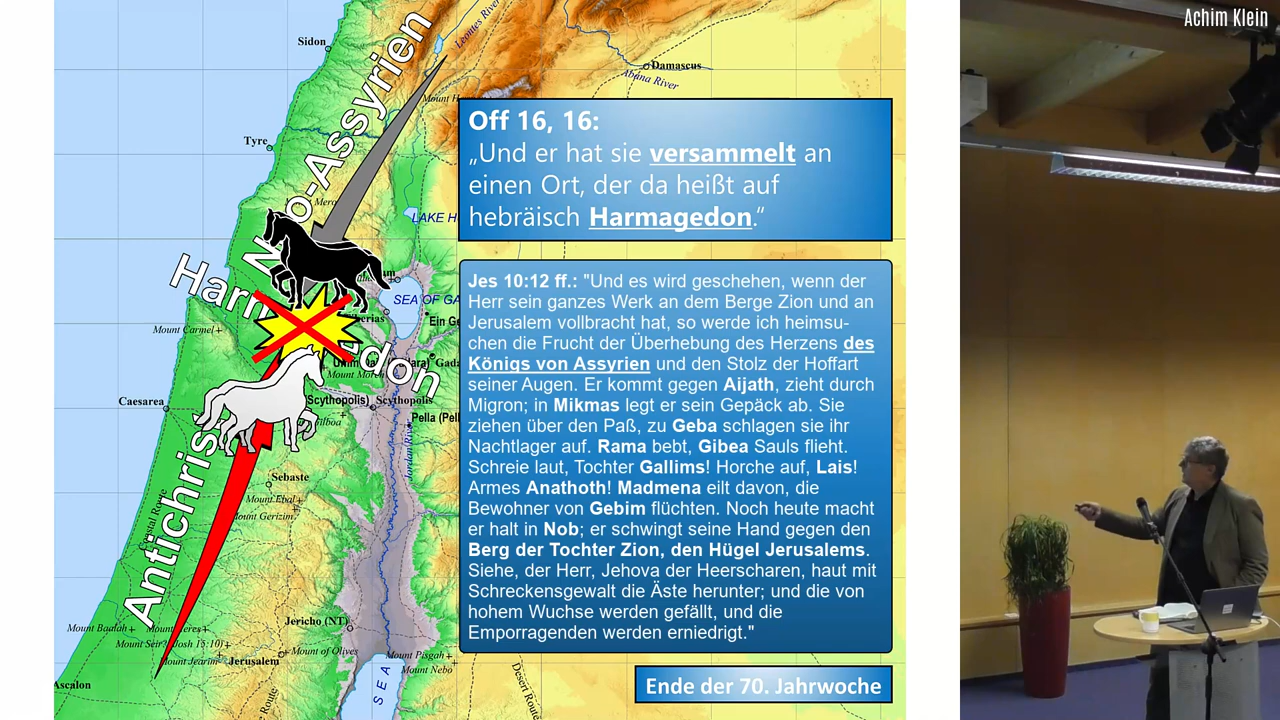 Achim Klein
Sidon
Leontes River
Damascus
Abana River
Mount H
Neo-Assyrien
Off 16, 16:
„Und er hat sie versammelt an
einen Ort, der da heißt auf
hebräisch Harmagedon.“
Tyre
LAKE H
SEA OF GA
Mount Carmel
Caesarea
(Scythopolis)
Scythopolis
Pella (Pell
Jordan River
Sebaste
Mount Ebal
Antichrist
Jes 10:12 ff.: "Und es wird geschehen, wenn der
Herr sein ganzes Werk an dem Berge Zion und an
Jerusalem vollbracht hat, so werde ich heimsu-
chen die Frucht der Überhebung des Herzens des
Königs von Assyrien und den Stolz der Hoffart
seiner Augen. Er kommt gegen Aijath, zieht durch
Migron; in Mikmas legt er sein Gepäck ab. Sie
ziehen über den Paß, zu Geba schlagen sie ihr
Nachtlager auf. Rama bebt, Gibea Sauls flieht.
Schreie laut, Tochter Gallims! Horche auf, Lais!
Armes Anathoth! Madmena eilt davon, die
Bewohner von Gebim flüchten. Noch heute macht
er halt in Nob; er schwingt seine Hand gegen den
Berg der Tochter Zion, den Hügel Jerusalems.
Siehe, der Herr, Jehova der Heerscharen, haut mit
Schreckensgewalt die Äste herunter; und die von
hohem Wuchse werden gefällt, und die
Emporragenden werden erniedrigt."
Jericho (NT)
Mount of Olives
Jerusalem
Mount Pisgah
Mount Nebo
Ascalon
S E A
Desert Route
Ende der 70. Jahrwoche